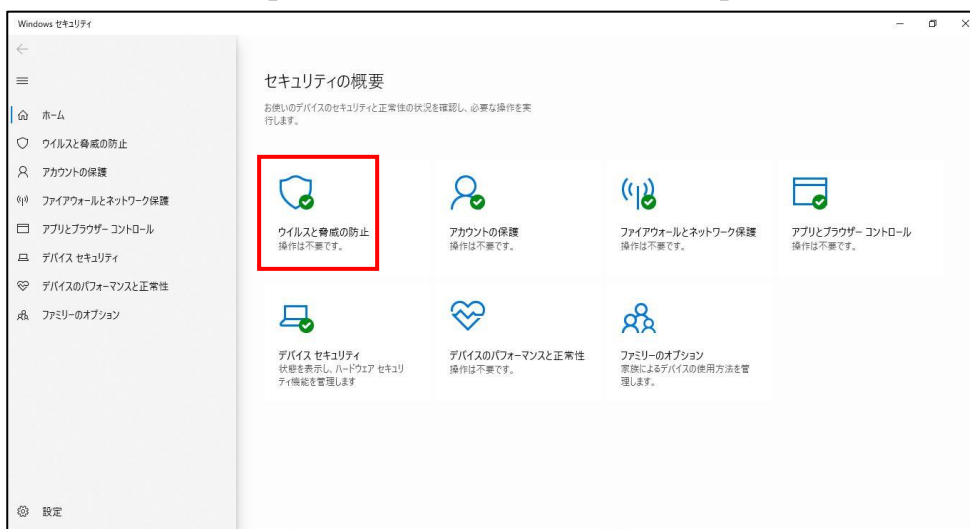 Windows セキュリティ
ホーム
ウイルスと脅威の防止
アカウントの保護
ファイアウォールとネットワーク保護
アプリとブラウザー コントロール
デバイス セキュリティ
デバイスのパフォーマンスと正常性
ファミリーのオプション
設定
セキュリティの概要
お使いのデバイスのセキュリティと正常性の状況を確認し、必要な操作を実
行します。
ウイルスと脅威の防止
操作は不要です。
アカウントの保護
操作は不要です。
ファイアウォールとネットワーク保護
操作は不要です。
アプリとブラウザー コントロール
操作は不要です。
デバイス セキュリティ
状態を表示し、ハードウェア セキュリ
ティ機能を管理します
デバイスのパフォーマンスと正常性
操作は不要です。
ファミリーのオプション
家族によるデバイスの使用方法を管
理します。